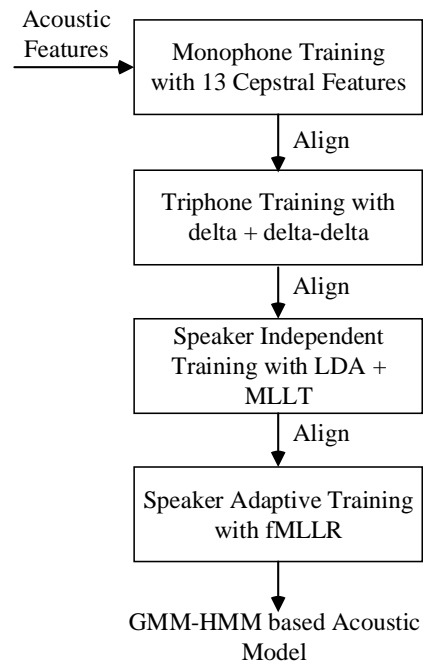 Acoustic
Features
Monophone Training
with 13 Cepstral Features
Align
Triphone Training with
delta + delta-delta
Align
Speaker Independent
Training with LDA +
MLLT
Align
Speaker Adaptive Training
with fMLLR
GMM-HMM based Acoustic
Model